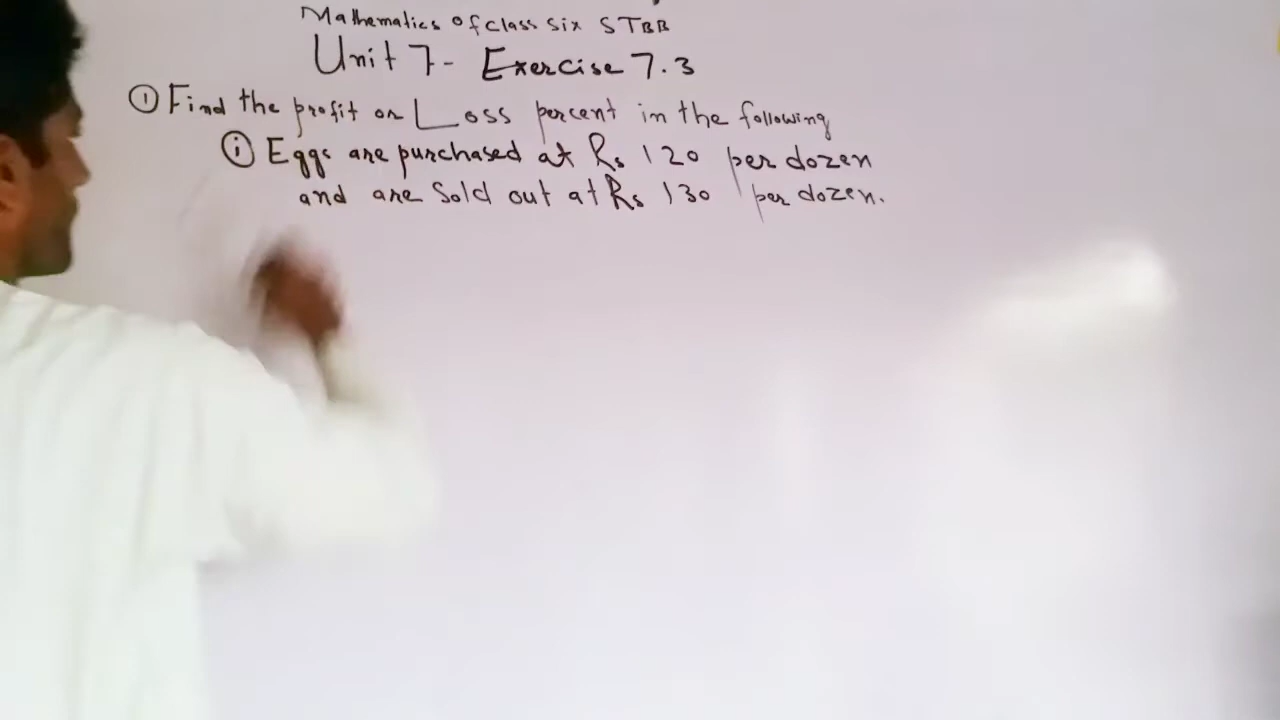 Mathematics of class six STBB
Unit 7- Exercise 7.3
① Find the profit or Loss percent in the following
ⓘ Eggs are purchased at Rs 120 per dozen
and are sold out at Rs 130 per dozen.